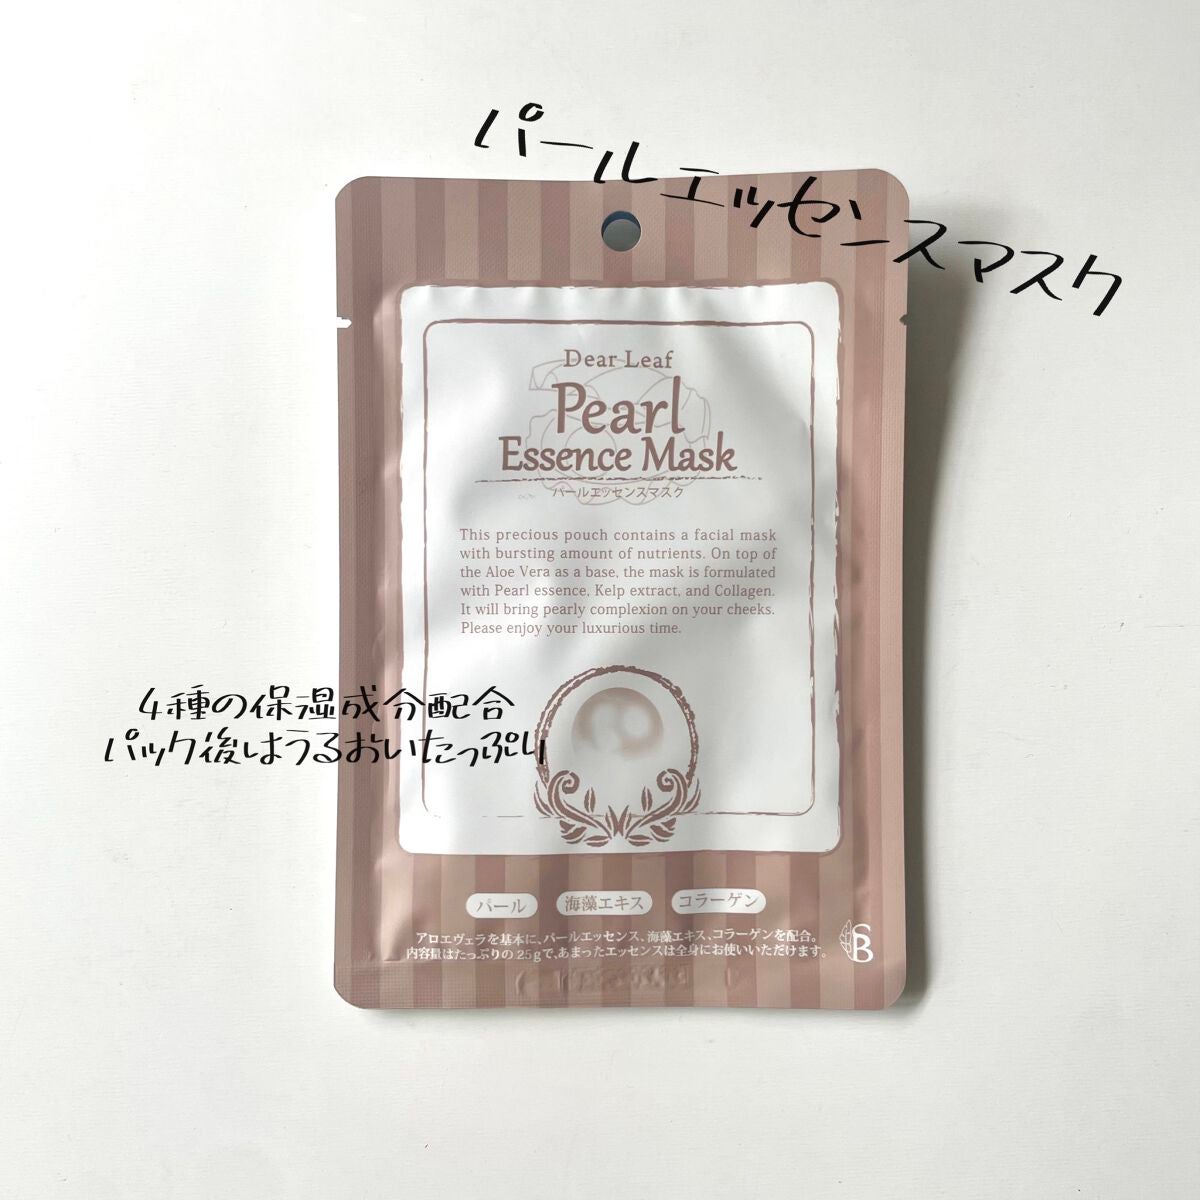 パールエッセンスマスク
Dear Leaf
Pearl
Essence Mask
パールエッセンスマスク
This precious pouch contains a facial mask
with bursting amount of nutrients. On top of
the Aloe Vera as a base, the mask is formulated
with Pearl essence, Kelp extract, and Collagen.
It will bring pearly complexion on your cheeks.
Please enjoy your luxurious time.
4種の保湿成分配合
パック後はうるおいたっぷり
パール 海藻エキス コラーゲン
アロエヴェラを基本に、パールエッセンス、海藻エキス、コラーゲンを配合。
内容量はたっぷりの25gで、あまったエッセンスは全身にお使いいただけます。
SB